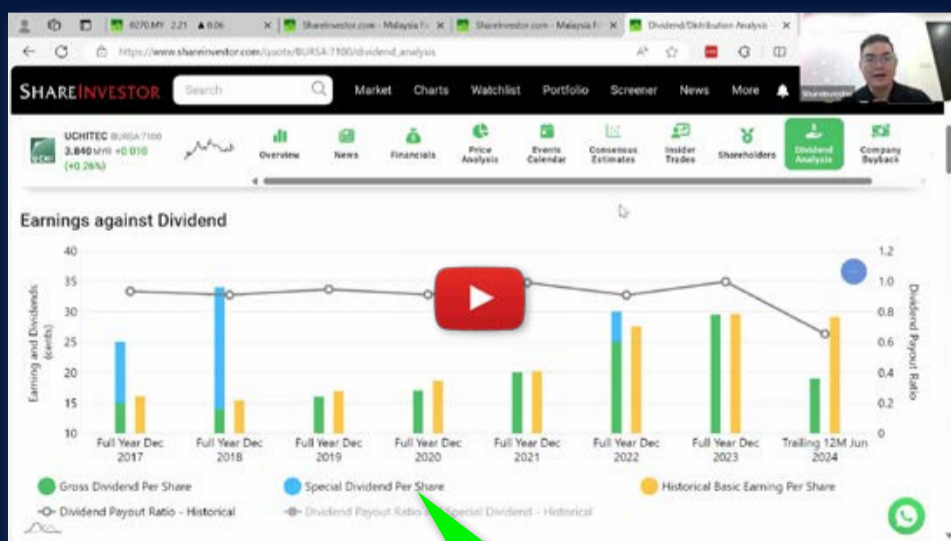 6270.MY 2.21 ▲0.06
Shareinvestor.com - Malaysia F
Shareinvestor.com - Malaysia F
Dividend/Distribution Analysis
https://www.shareinvestor.com/quote/BURSA:7100/dividend_analysis
SHAREINVESTOR
Search
Market Charts Watchlist Portfolio Screener News More
UCHITEC BURSA:7100
3.840 MYR +0.010
(+0.26%)
Overview
News
Financials
Price Analysis
Events Calendar
Consensus Estimates
Insider Trades
Shareholders
Dividend Analysis
Company Buyback
Earnings against Dividend
Earning and Dividends (cents)
40
35
30
25
20
15
10
1.2
1.0
0.8
0.6
0.4
0.2
0
Dividend Payout Ratio
Full Year Dec 2017
Full Year Dec 2018
Full Year Dec 2019
Full Year Dec 2020
Full Year Dec 2021
Full Year Dec 2022
Full Year Dec 2023
Trailing 12M Jun 2024
Gross Dividend Per Share
Special Dividend Per Share
Historical Basic Earning Per Share
Dividend Payout Ratio - Historical
Dividend Payout Ratio and Special Dividend - Historical